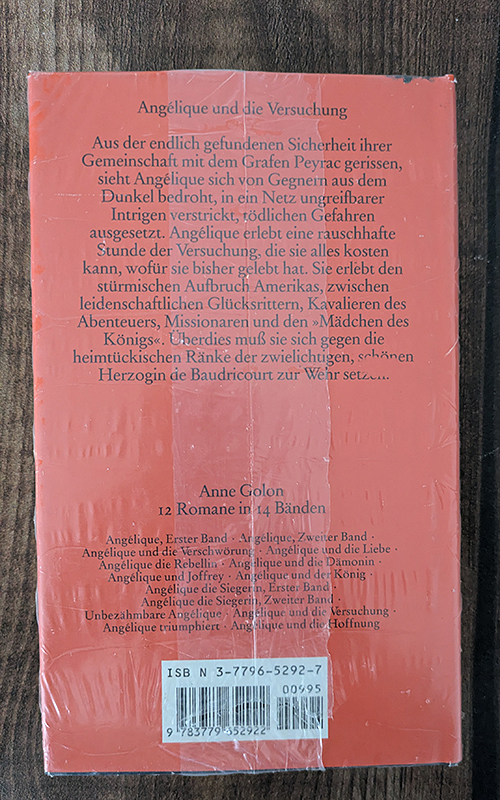 Angélique und die Versuchung
Aus der endlich gefundenen Sicherheit ihrer
Gemeinschaft mit dem Grafen Peyrac gerissen,
sieht Angélique sich von Gegnern aus dem
Dunkel bedroht, in ein Netz ungreifbarer
Intrigen verstrickt, tödlichen Gefahren
ausgesetzt. Angélique erlebt eine rauschhafte
Stunde der Versuchung, die sie alles kosten
kann, wofür sie bisher gelebt hat. Sie erlebt den
stürmischen Aufbruch Amerikas, zwischen
leidenschaftlichen Glücksrittern, Kavalieren des
Abenteuers, Missionaren und den »Mädchen des
Königs«. Überdies muß sie sich gegen die
heimtückischen Ränke der zwielichtigen, schönen
Herzogin de Baudricourt zur Wehr setzen.
Anne Golon
12 Romane in 14 Bänden
Angélique, Erster Band · Angélique, Zweiter Band ·
Angélique und die Verschwörung · Angélique und die Liebe ·
Angélique die Rebellin · Angélique und die Dämonin ·
Angélique und Joffrey · Angélique und der König ·
Angélique die Siegerin, Erster Band ·
Angélique die Siegerin, Zweiter Band ·
Unbezähmbare Angélique · Angélique und die Versuchung ·
Angélique triumphiert · Angélique und die Hoffnung
ISBN 3-7796-5292-7
00995
9 783779 652922